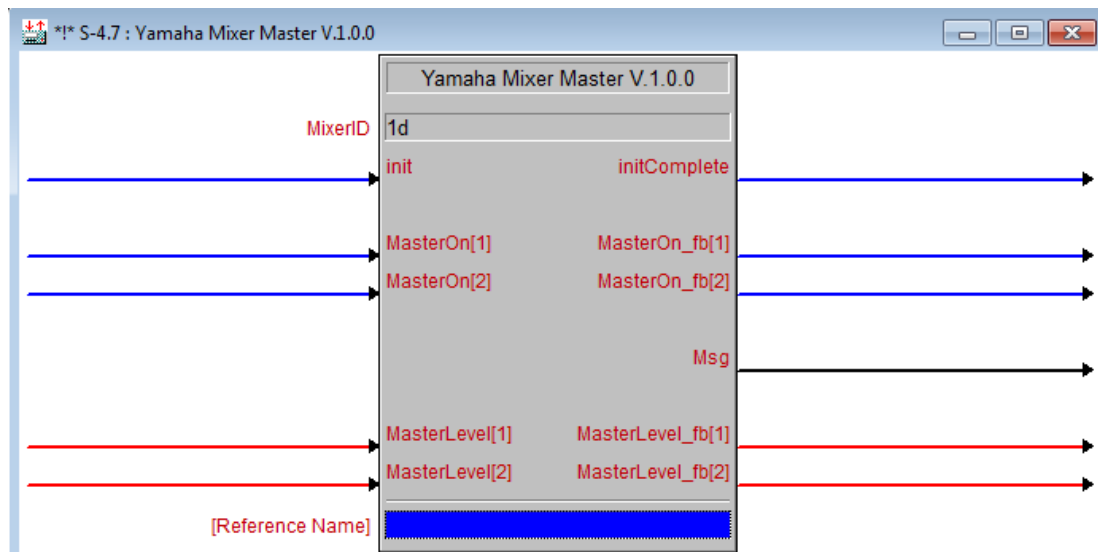 *!* S-4.7 : Yamaha Mixer Master V.1.0.0
Yamaha Mixer Master V.1.0.0
MixerID 1d
init initComplete
MasterOn[1] MasterOn_fb[1]
MasterOn[2] MasterOn_fb[2]
Msg
MasterLevel[1] MasterLevel_fb[1]
MasterLevel[2] MasterLevel_fb[2]
[Reference Name]